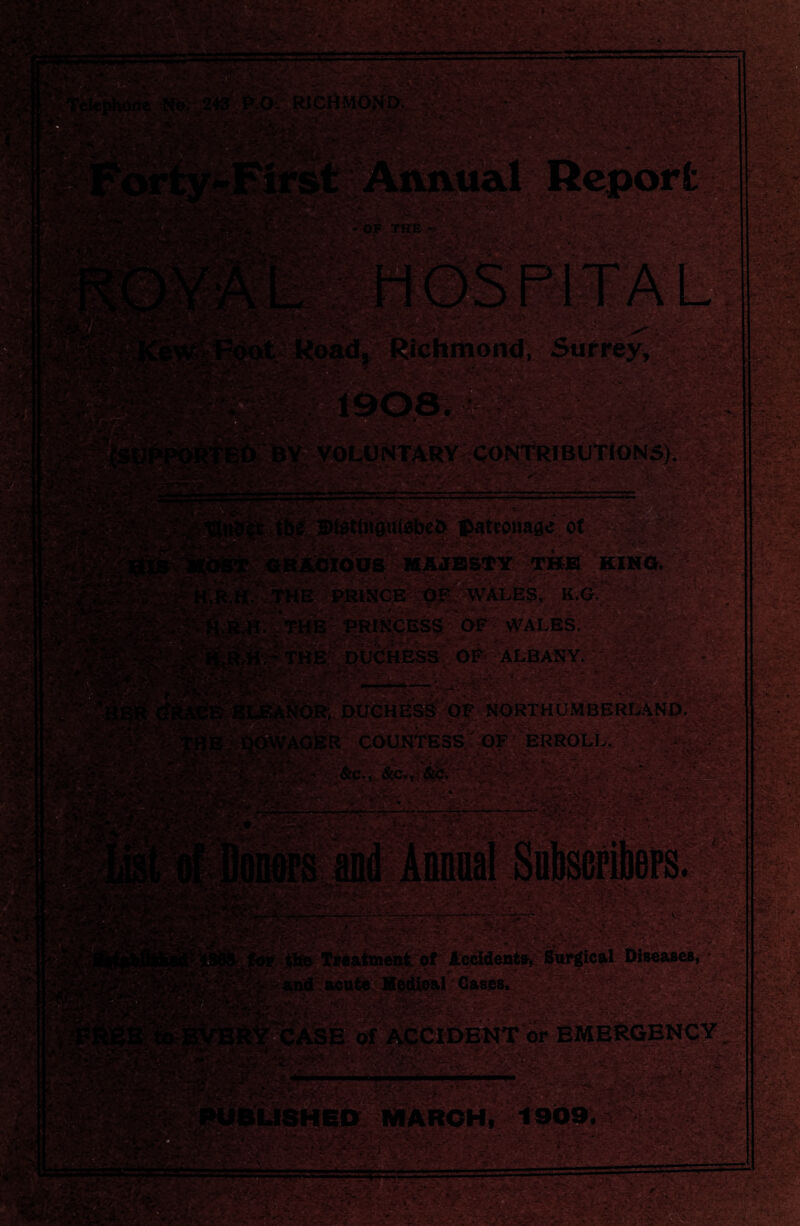 Telephone No. 243 P.O. RICHMOND.
Forty-First Annual Report
- OF THE -
ROYAL HOSPITAL
Kew Foot Road, Richmond, Surrey,
1908.
(SUPPORTED BY VOLUNTARY CONTRIBUTIONS).
Under the Distinguished Patronage of
HIS MOST GRACIOUS MAJESTY THE KING.
H.R.H. THE PRINCE OF WALES, K.G.
H.R.H. THE PRINCESS OF WALES.
H.R.H. THE DUCHESS OF ALBANY.
HER GRACE ELEANOR, DUCHESS OF NORTHUMBERLAND.
THE DOWAGER COUNTESS OF ERROLL.
&c., &c., &c.
List of Donors and Annual Subscribers.
Established for the Treatment of Accidents, Surgical Diseases,
and acute Medical Cases.
FREE to EVERY CASE of ACCIDENT or EMERGENCY
PUBLISHED MARCH, 1909.